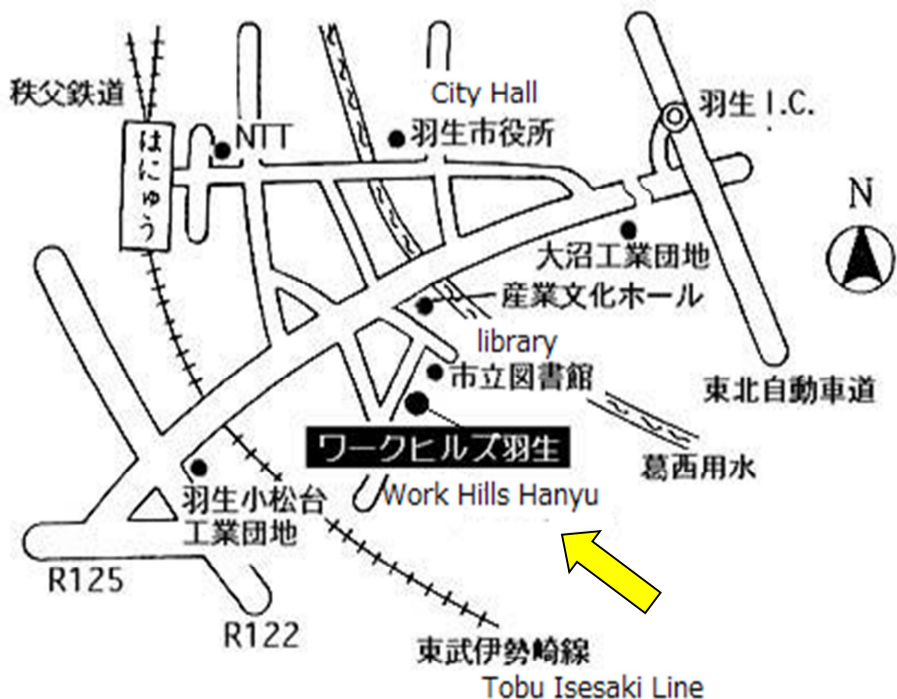 秩父鉄道
はにゅう
NTT
City Hall
羽生市役所
羽生 I.C.
N
大沼工業団地
産業文化ホール
library
市立図書館
東北自動車道
ワークヒルズ羽生
葛西用水
Work Hills Hanyu
羽生小松台
工業団地
R125
R122
東武伊勢崎線
Tobu Isesaki Line